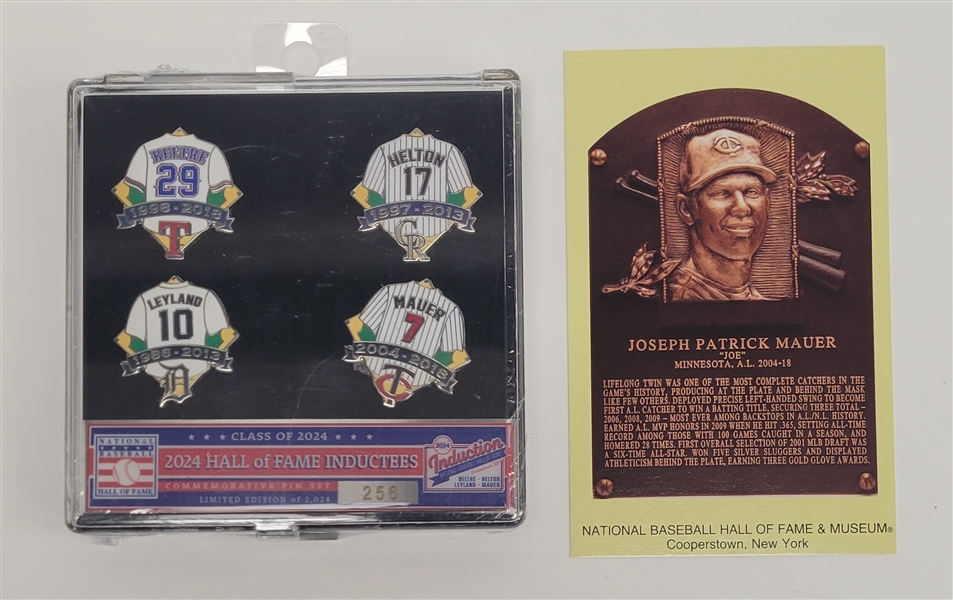 BELTRE
29
1998-2018
T
HELTON
17
1997-2013
CR
LEYLAND
10
1986-2013
D
MAUER
7
2004-2018
TC
NATIONAL
BASEBALL
HALL OF FAME
CLASS OF 2024
2024 HALL of FAME INDUCTEES
COMMEMORATIVE PIN SET
LIMITED EDITION of 2,024
256
2024
Induction
BELTRÉ · HELTON
LEYLAND · MAUER
TC
JOSEPH PATRICK MAUER
"JOE"
MINNESOTA, A.L. 2004-18
LIFELONG TWIN WAS ONE OF THE MOST COMPLETE CATCHERS IN THE
GAME'S HISTORY, PRODUCING AT THE PLATE AND BEHIND THE MASK
LIKE FEW OTHERS. DEPLOYED PRECISE LEFT-HANDED SWING TO BECOME
FIRST A.L. CATCHER TO WIN A BATTING TITLE, SECURING THREE TOTAL –
2006, 2008, 2009 – MOST EVER AMONG BACKSTOPS IN A.L./N.L. HISTORY.
EARNED A.L. MVP HONORS IN 2009 WHEN HE HIT .365, SETTING ALL-TIME
RECORD AMONG THOSE WITH 100 GAMES CAUGHT IN A SEASON, AND
HOMERED 28 TIMES. FIRST OVERALL SELECTION OF 2001 MLB DRAFT WAS
A SIX-TIME ALL-STAR. WON FIVE SILVER SLUGGERS AND DISPLAYED
ATHLETICISM BEHIND THE PLATE, EARNING THREE GOLD GLOVE AWARDS.
NATIONAL BASEBALL HALL OF FAME & MUSEUM®
Cooperstown, New York